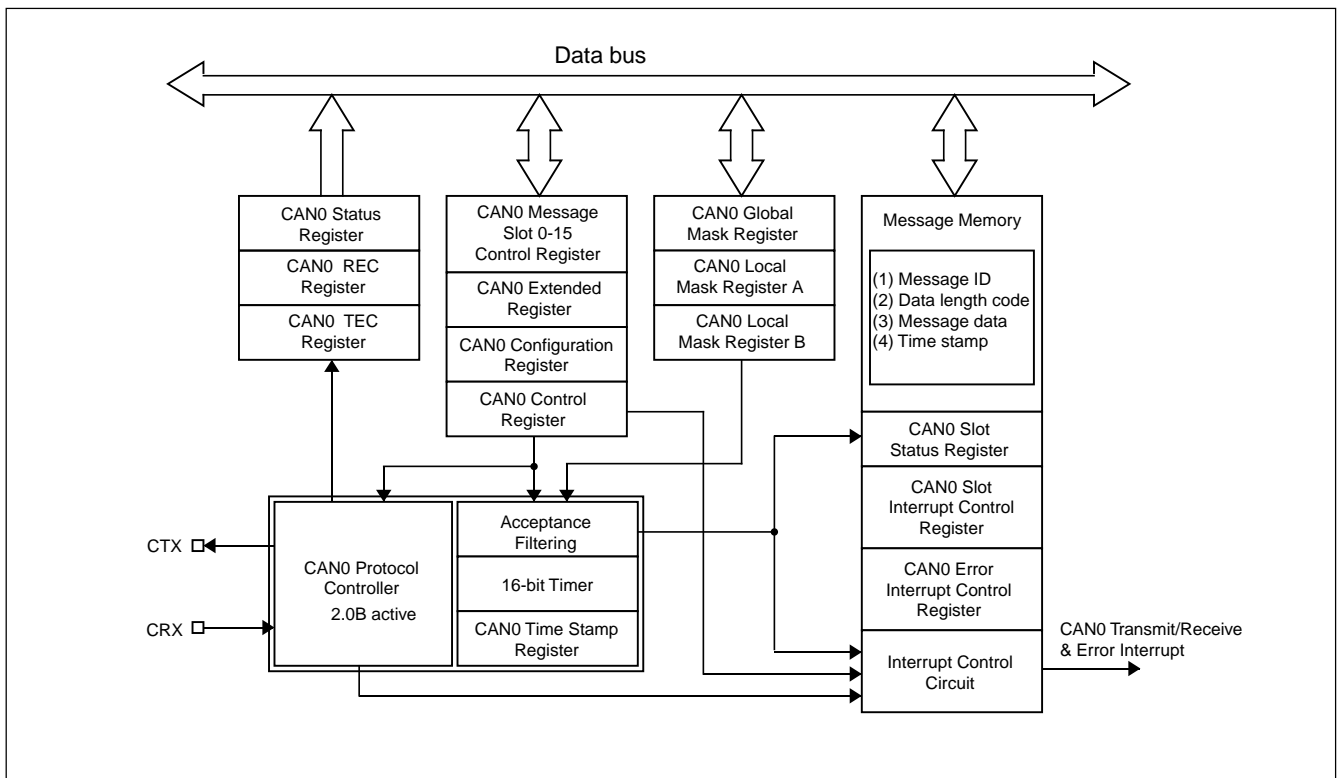 Data bus
CAN0 Status
Register
CAN0 REC
Register
CAN0 TEC
Register
CAN0 Message
Slot 0-15
Control Register
CAN0 Extended
Register
CAN0 Configuration
Register
CAN0 Control
Register
CAN0 Global
Mask Register
CAN0 Local
Mask Register A
CAN0 Local
Mask Register B
Message Memory
(1) Message ID
(2) Data length code
(3) Message data
(4) Time stamp
CAN0 Slot
Status Register
CAN0 Slot
Interrupt Control
Register
CAN0 Error
Interrupt Control
Register
Interrupt Control
Circuit
CTX
CRX
CAN0 Protocol
Controller
2.0B active
Acceptance
Filtering
16-bit Timer
CAN0 Time Stamp
Register
CAN0 Transmit/Receive
& Error Interrupt